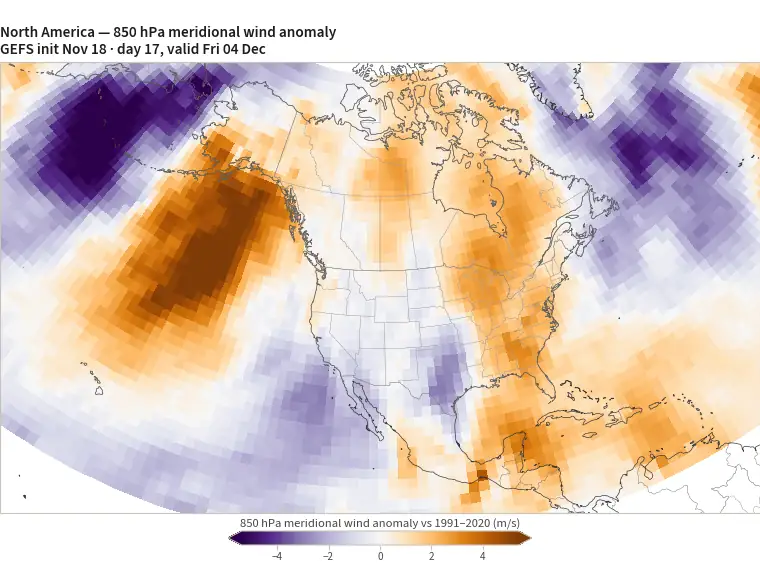 North America — 850 hPa meridional wind anomaly
GEFS init Nov 18 · day 17, valid Fri 04 Dec
850 hPa meridional wind anomaly vs 1991–2020 (m/s)
−4 −2 0 2 4